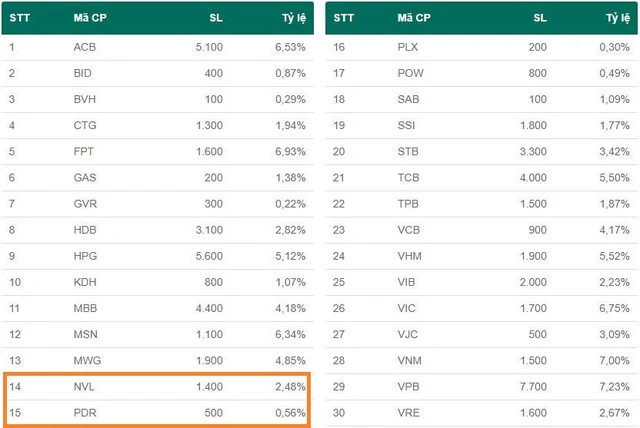 STT Mã CP SL Tỷ lệ
1 ACB 5.100 6,53%
2 BID 400 0,87%
3 BVH 100 0,29%
4 CTG 1.300 1,94%
5 FPT 1.600 6,93%
6 GAS 200 1,38%
7 GVR 300 0,22%
8 HDB 3.100 2,82%
9 HPG 5.600 5,12%
10 KDH 800 1,07%
11 MBB 4.400 4,18%
12 MSN 1.100 6,34%
13 MWG 1.900 4,85%
14 NVL 1.400 2,48%
15 PDR 500 0,56%
STT Mã CP SL Tỷ lệ
16 PLX 200 0,30%
17 POW 800 0,49%
18 SAB 100 1,09%
19 SSI 1.800 1,77%
20 STB 3.300 3,42%
21 TCB 4.000 5,50%
22 TPB 1.500 1,87%
23 VCB 900 4,17%
24 VHM 1.900 5,52%
25 VIB 2.000 2,23%
26 VIC 1.700 6,75%
27 VJC 500 3,09%
28 VNM 1.500 7,00%
29 VPB 7.700 7,23%
30 VRE 1.600 2,67%